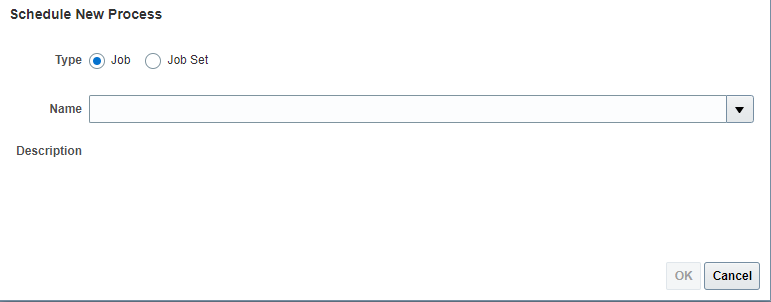 Schedule New Process
Type Job Job Set
Name
Description
OK Cancel